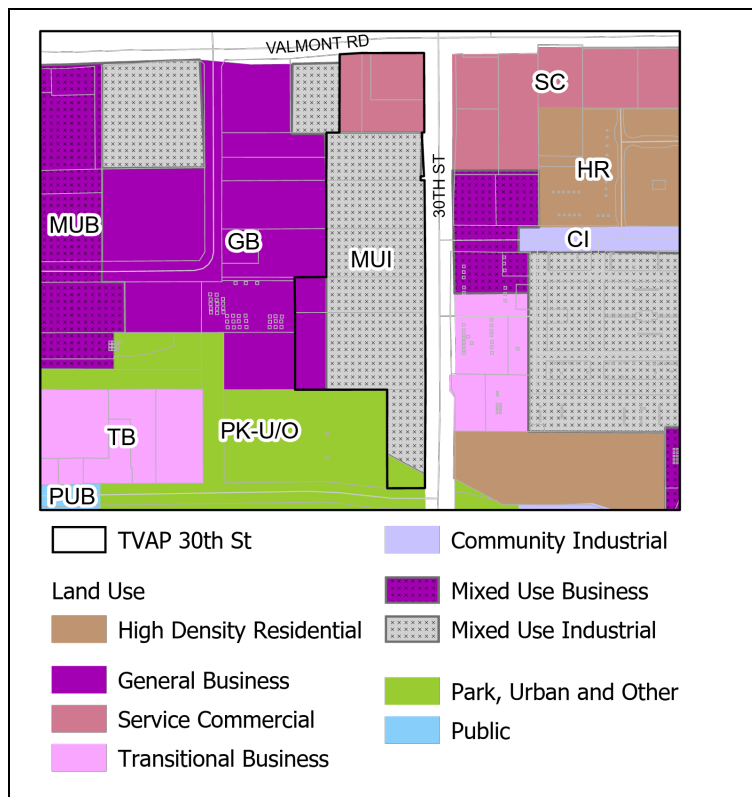 VALMONT RD
SC
30TH ST
HR
MUB
GB
CI
MUI
TB
PK-U/O
PUB
TVAP 30th St
Land Use
High Density Residential
General Business
Service Commercial
Transitional Business
Community Industrial
Mixed Use Business
Mixed Use Industrial
Park, Urban and Other
Public